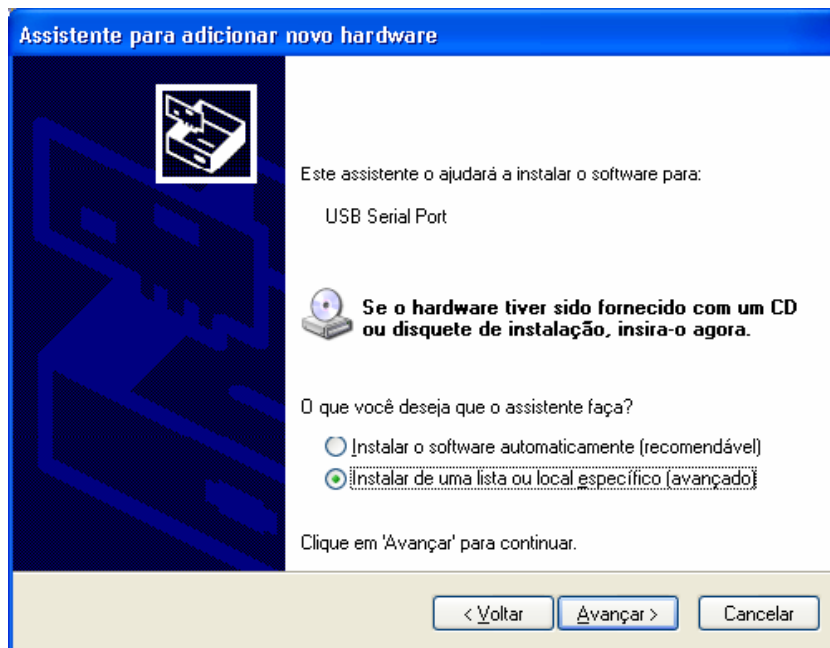 Assistente para adicionar novo hardware
Este assistente o ajudará a instalar o software para:
USB Serial Port
Se o hardware tiver sido fornecido com um CD
ou disquete de instalação, insira-o agora.
O que você deseja que o assistente faça?
Instalar o software automaticamente (recomendável)
Instalar de uma lista ou local específico (avançado)
Clique em 'Avançar' para continuar.
< Voltar
Avançar >
Cancelar